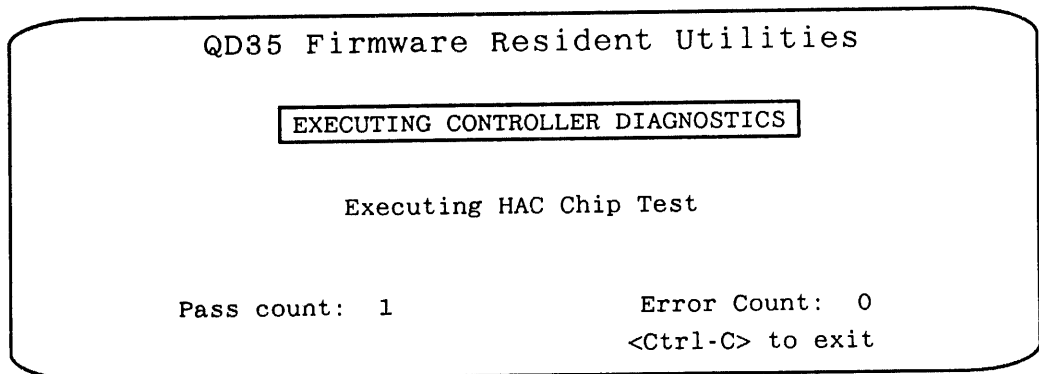 QD35 Firmware Resident Utilities
EXECUTING CONTROLLER DIAGNOSTICS
Executing HAC Chip Test
Pass count: 1 Error Count: 0
<Ctrl-C> to exit